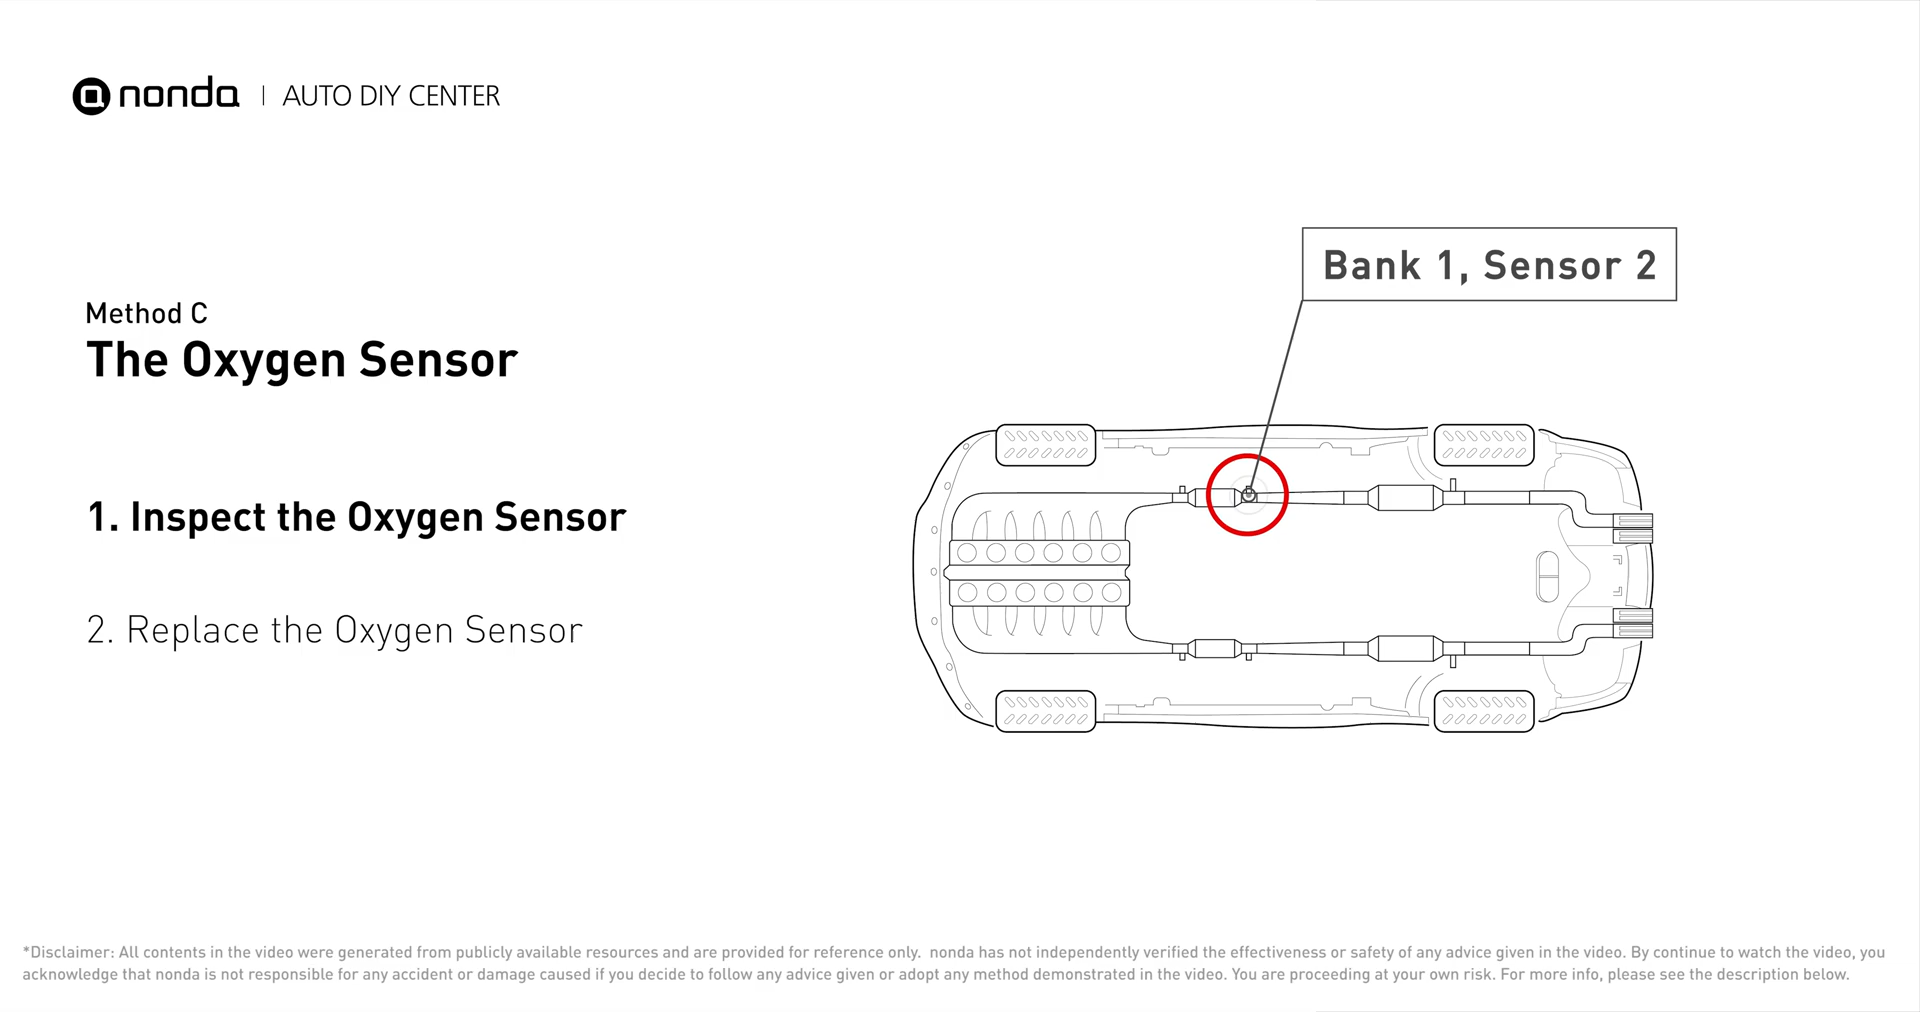 nonda | AUTO DIY CENTER
Bank 1, Sensor 2
Method C
The Oxygen Sensor
1. Inspect the Oxygen Sensor
2. Replace the Oxygen Sensor
*Disclaimer: All contents in the video were generated from publicly available resources and are provided for reference only.  nonda has not independently verified the effectiveness or safety of any advice given in the video. By continue to watch the video, you
acknowledge that nonda is not responsible for any accident or damage caused if you decide to follow any advice given or adopt any method demonstrated in the video. You are proceeding at your own risk. For more info, please see the description below.